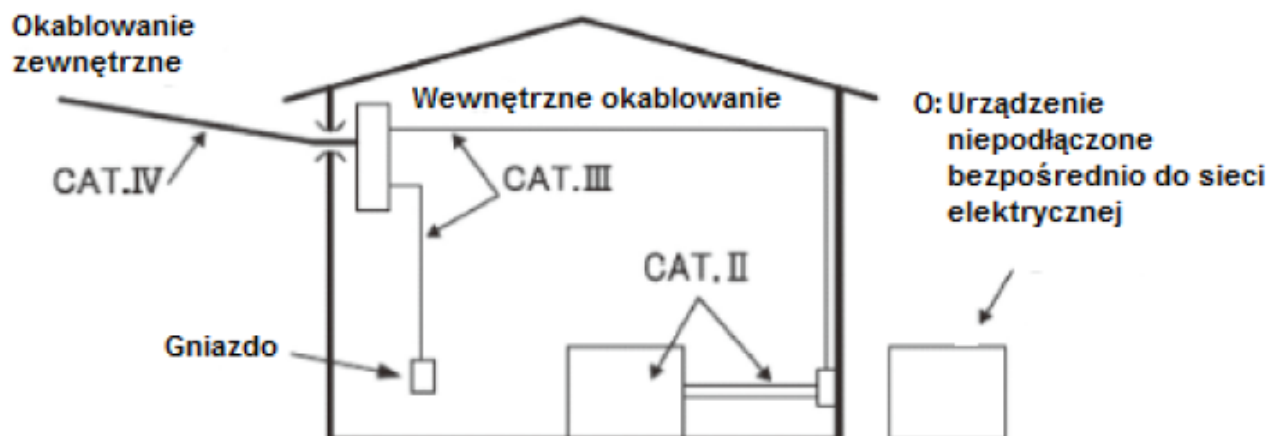 Okablowanie
zewnętrzne
Wewnętrzne okablowanie
O: Urządzenie
niepodłączone
bezpośrednio do sieci
elektrycznej
CAT.IV
CAT.III
CAT.II
Gniazdo